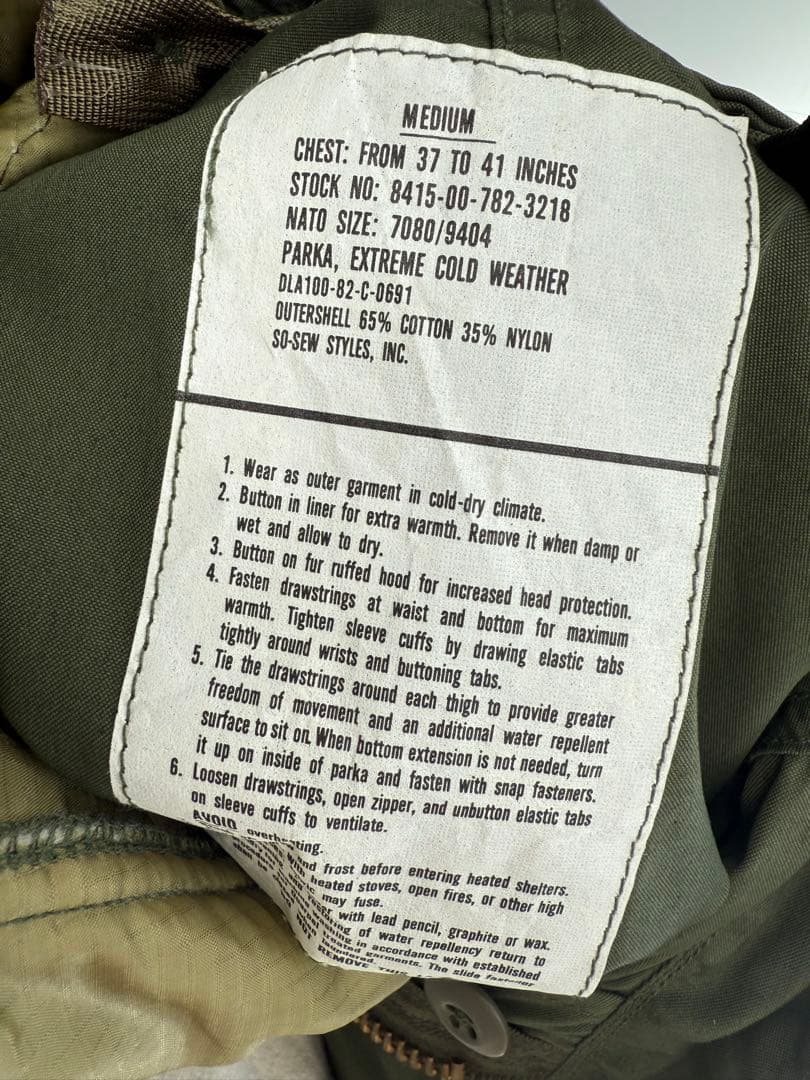 MEDIUM
CHEST: FROM 37 TO 41 INCHES
STOCK NO: 8415-00-782-3218
NATO SIZE: 7080/9404
PARKA, EXTREME COLD WEATHER
DLA100-82-C-0691
OUTERSHELL 65% COTTON 35% NYLON
SO-SEW STYLES, INC.
1. Wear as outer garment in cold-dry climate.
2. Button in liner for extra warmth. Remove it when damp or
wet and allow to dry.
3. Button on fur ruffed hood for increased head protection.
4. Fasten drawstrings at waist and bottom for maximum
warmth. Tighten sleeve cuffs by drawing elastic tabs
tightly around wrists and buttoning tabs.
5. Tie the drawstrings around each thigh to provide greater
freedom of movement and an additional water repellent
surface to sit on. When bottom extension is not needed, turn
it up on inside of parka and fasten with snap fasteners.
6. Loosen drawstrings, open zipper, and unbutton elastic tabs
on sleeve cuffs to ventilate.
AVOID overheating.
and frost before entering heated shelters.
heated stoves, open fires, or other high
may fuse.
with lead pencil, graphite or wax.
of water repellency return to
in accordance with established
garments. The slide fastener
REMOVE